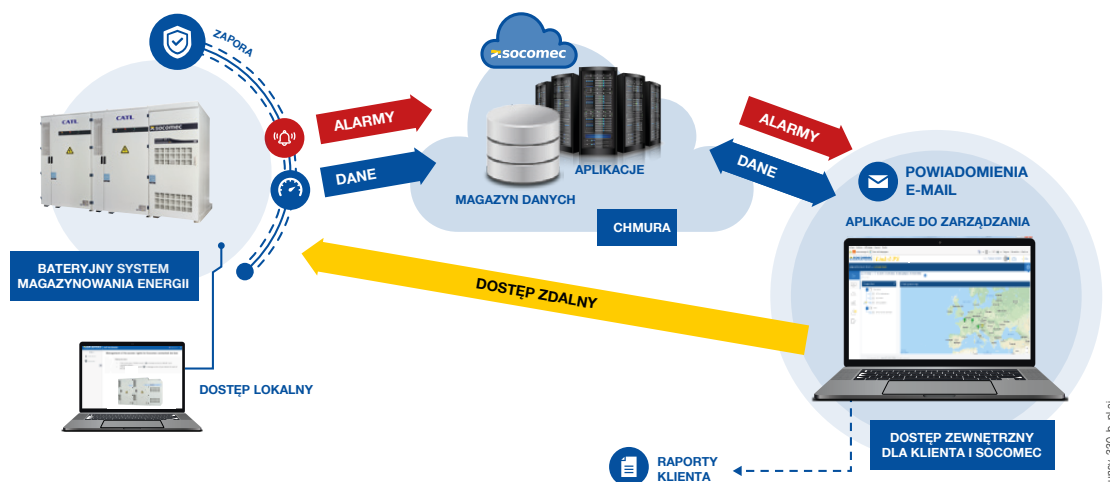 ZAPORA
socomec
CATL
CATL
socomec
ALARMY
DANE
APLIKACJE
MAGAZYN DANYCH
CHMURA
ALARMY
DANE
POWIADOMIENIA
E-MAIL
APLIKACJE DO ZARZĄDZANIA
BATERYJNY SYSTEM
MAGAZYNOWANIA ENERGII
DOSTĘP ZDALNY
DOSTĘP LOKALNY
DOSTĘP ZEWNĘTRZNY
DLA KLIENTA I SOCOMEC
RAPORTY
KLIENTA